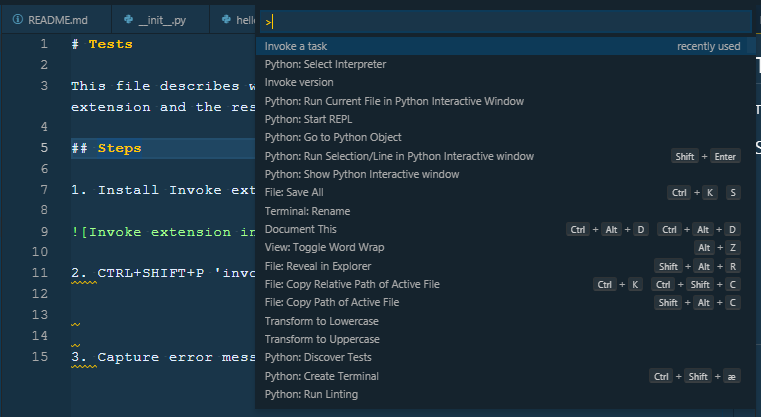 README.md __init__.py hello
>
1 # Tests
2
3 This file describes w
extension and the res
4
5 ## Steps
6
7 1. Install Invoke ext
8
9 ![Invoke extension in
10
11 2. CTRL+SHIFT+P 'invo
12
13
14
15 3. Capture error mess
Invoke a task recently used
Python: Select Interpreter
Invoke version
Python: Run Current File in Python Interactive Window
Python: Start REPL
Python: Go to Python Object
Python: Run Selection/Line in Python Interactive window Shift + Enter
Python: Show Python Interactive window
File: Save All Ctrl + K S
Terminal: Rename
Document This Ctrl + Alt + D Ctrl + Alt + D
View: Toggle Word Wrap Alt + Z
File: Reveal in Explorer Shift + Alt + R
File: Copy Relative Path of Active File Ctrl + K Ctrl + Shift + C
File: Copy Path of Active File Shift + Alt + C
Transform to Lowercase
Transform to Uppercase
Python: Discover Tests
Python: Create Terminal Ctrl + Shift + æ
Python: Run Linting